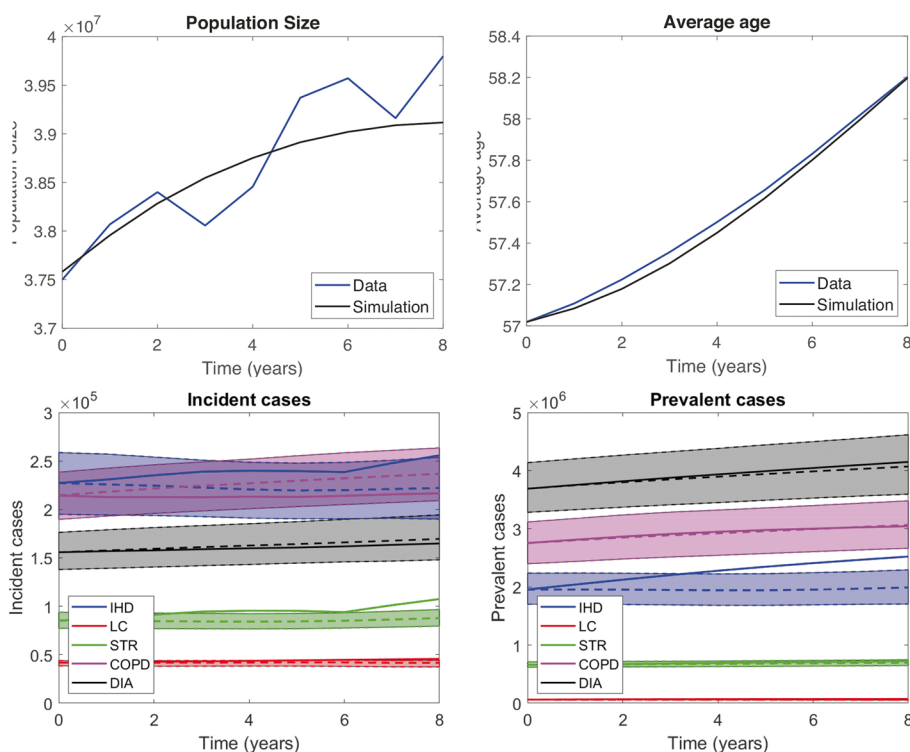 Population Size
×10⁷
4
3.95
3.9
3.85
3.8
3.75
3.7
0
2
4
6
8
Time (years)
Data
Simulation
Average age
58.4
58.2
58
57.8
57.6
57.4
57.2
57
Average age
0
2
4
6
8
Time (years)
Data
Simulation
Incident cases
×10⁵
3
2.5
2
1.5
1
0.5
0
Incident cases
0
2
4
6
8
Time (years)
IHD
LC
STR
COPD
DIA
Prevalent cases
×10⁶
5
4
3
2
1
0
Prevalent cases
0
2
4
6
8
Time (years)
IHD
LC
STR
COPD
DIA